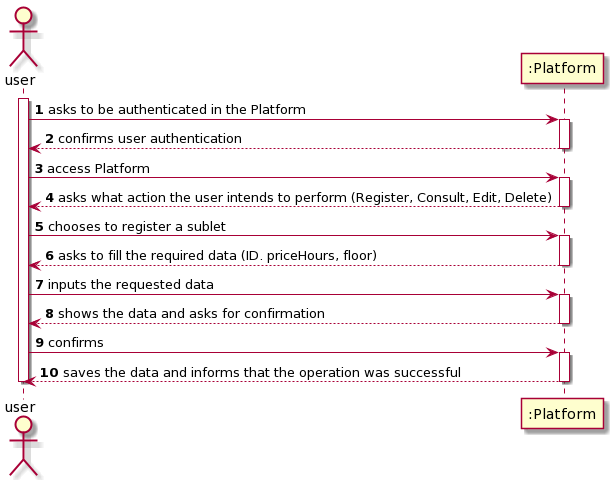 user
:Platform
1 asks to be authenticated in the Platform
2 confirms user authentication
3 access Platform
4 asks what action the user intends to perform (Register, Consult, Edit, Delete)
5 chooses to register a sublet
6 asks to fill the required data (ID. priceHours, floor)
7 inputs the requested data
8 shows the data and asks for confirmation
9 confirms
10 saves the data and informs that the operation was successful
user
:Platform